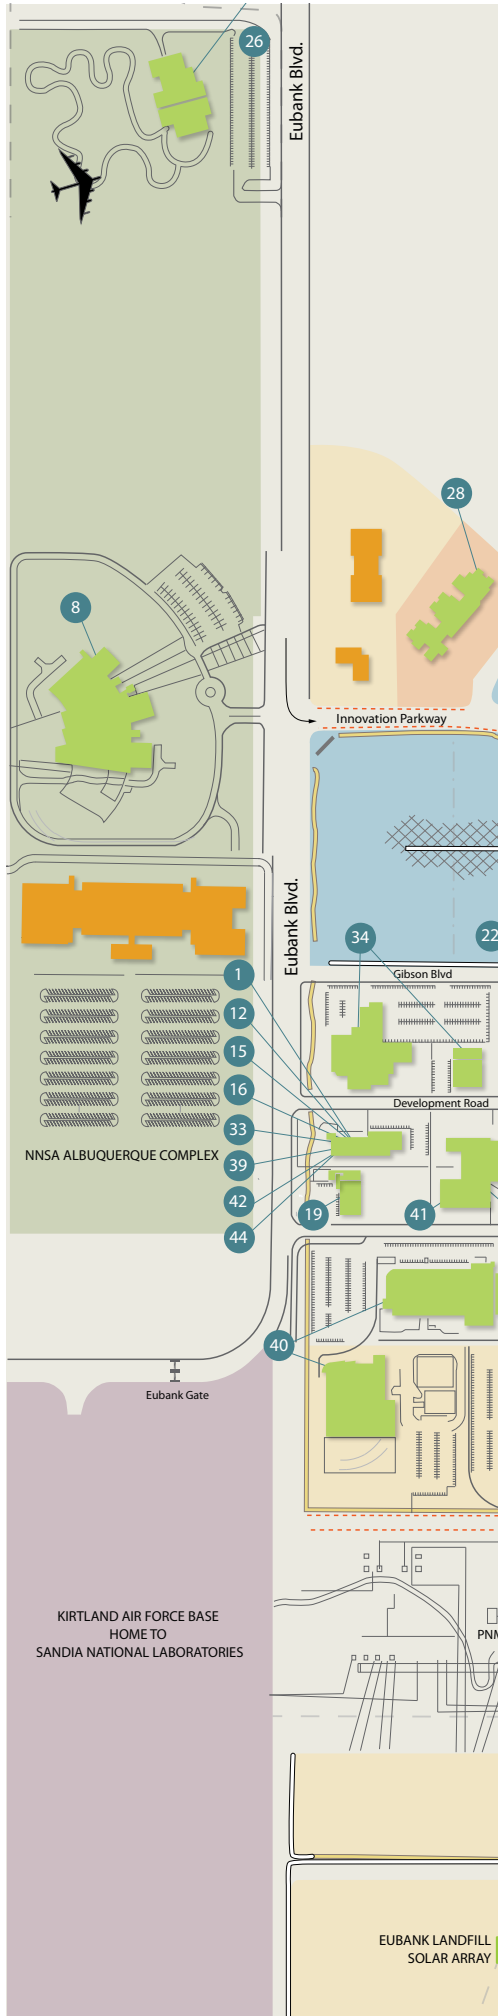 26
Eubank Blvd.
28
8
Innovation Parkway
Eubank Blvd.
34
22
1
Gibson Blvd
12
15
16
Development Road
33
NNSA ALBUQUERQUE COMPLEX
39
42
19
41
44
40
Eubank Gate
KIRTLAND AIR FORCE BASE
HOME TO
SANDIA NATIONAL LABORATORIES
PNM
EUBANK LANDFILL
SOLAR ARRAY